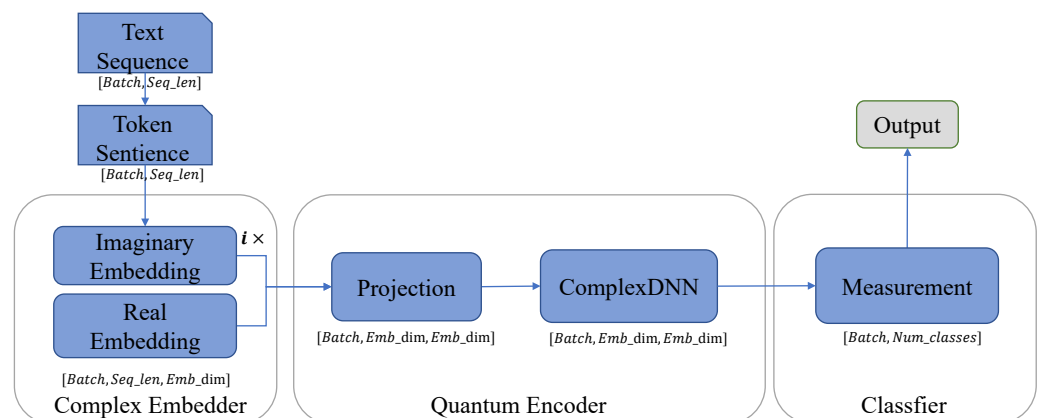 Text
Sequence
[Batch, Seq_len]
Token
Sentience
[Batch, Seq_len]
Output
Imaginary
Embedding
i ×
Real
Embedding
[Batch, Seq_len, Emb_dim]
Complex Embedder
Projection
[Batch, Emb_dim, Emb_dim]
ComplexDNN
[Batch, Emb_dim, Emb_dim]
Quantum Encoder
Measurement
[Batch, Num_classes]
Classfier